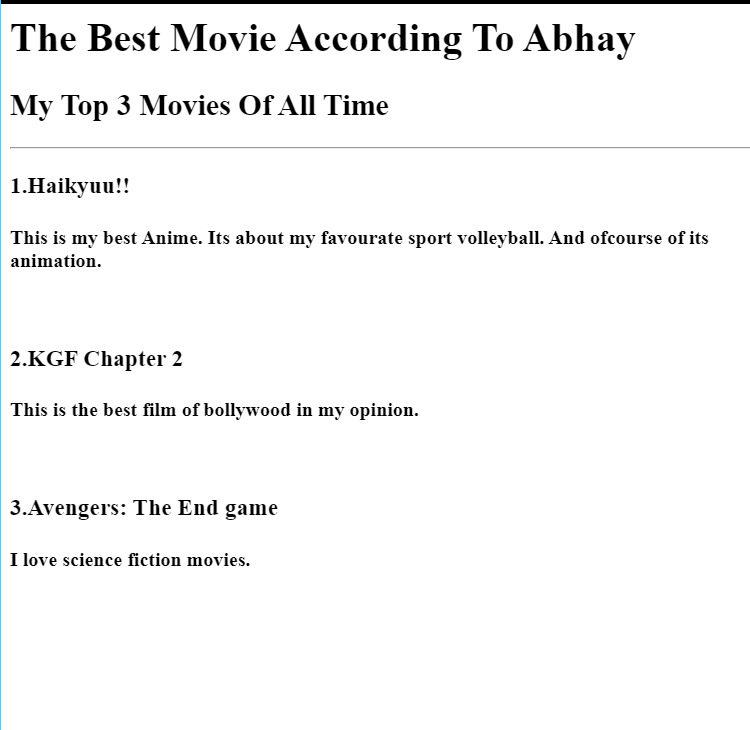 The Best Movie According To Abhay
My Top 3 Movies Of All Time
1.Haikyuu!!
This is my best Anime. Its about my favourate sport volleyball. And ofcourse of its
animation.
2.KGF Chapter 2
This is the best film of bollywood in my opinion.
3.Avengers: The End game
I love science fiction movies.